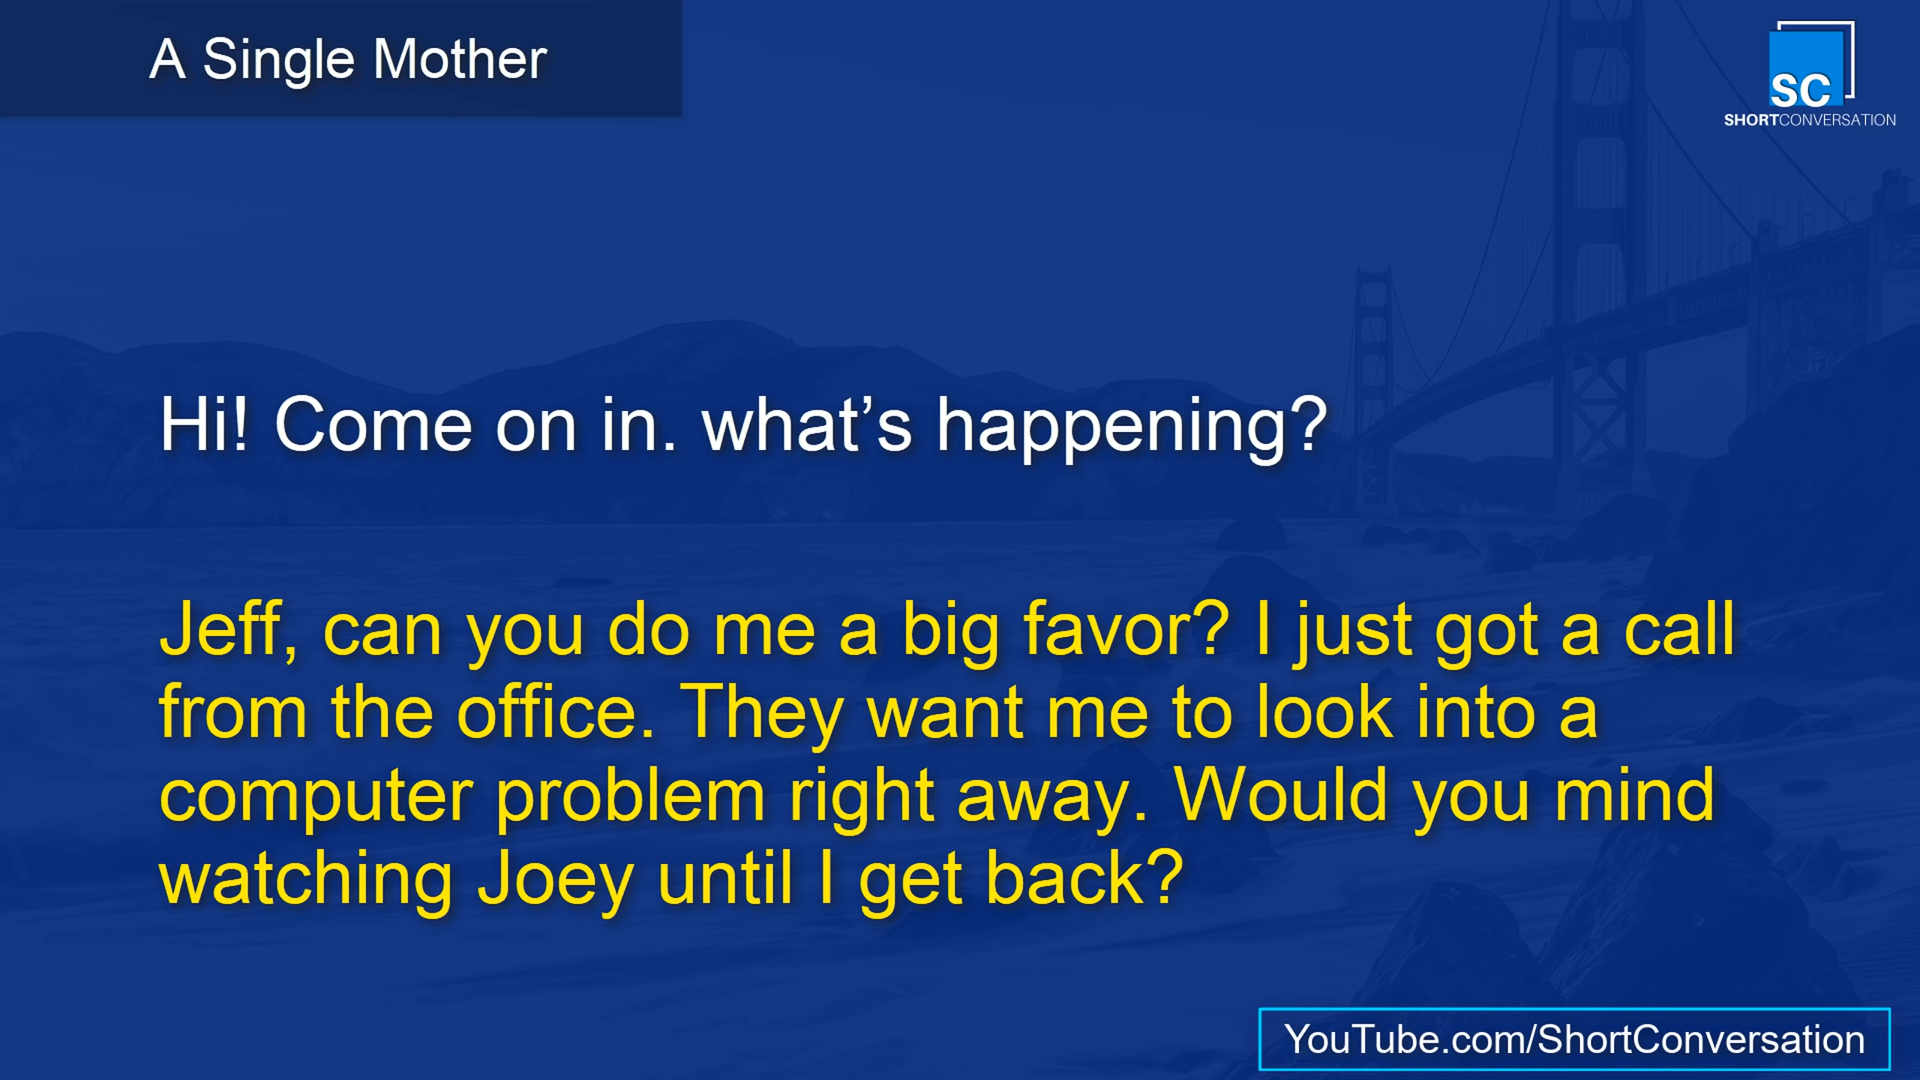 A Single Mother
SC
SHORTCONVERSATION
Hi! Come on in. what’s happening?
Jeff, can you do me a big favor? I just got a call
from the office. They want me to look into a
computer problem right away. Would you mind
watching Joey until I get back?
YouTube.com/ShortConversation